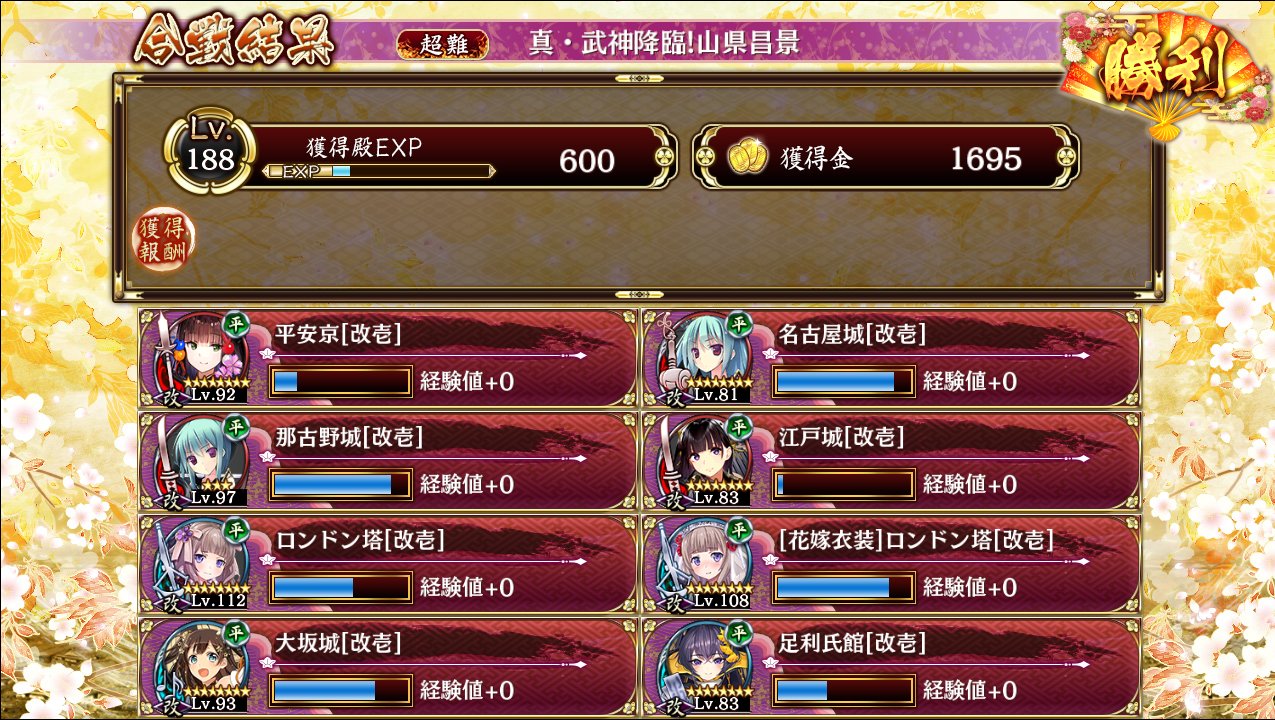 合戰結果
超難
真・武神降臨!山県昌景
勝利
Lv.
188
獲得殿EXP
EXP
600
獲得金
1695
獲得
報酬
平
平安京[改壱]
改 Lv.92
経験値+0
平
名古屋城[改壱]
改 Lv.81
経験値+0
平
那古野城[改壱]
改 Lv.97
経験値+0
平
江戸城[改壱]
改 Lv.83
経験値+0
平
ロンドン塔[改壱]
改 Lv.112
経験値+0
平
[花嫁衣装]ロンドン塔[改壱]
改 Lv.108
経験値+0
平
大坂城[改壱]
改 Lv.93
経験値+0
平
足利氏館[改壱]
改 Lv.83
経験値+0